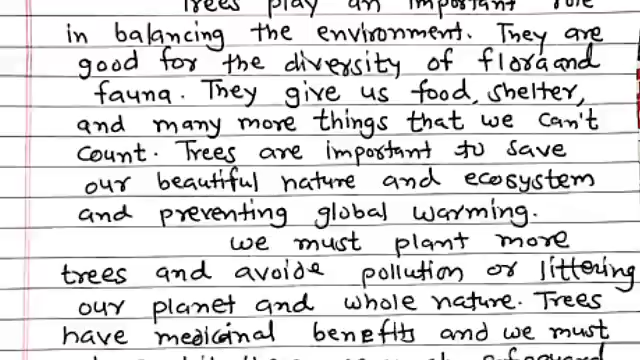 Trees play an important role
in balancing the environment. They are
good for the diversity of flora and
fauna. They give us food, shelter,
and many more things that we can't
count. Trees are important to save
our beautiful nature and ecosystem
and preventing global warming.
we must plant more
trees and avoide pollution or littering
our planet and whole nature. Trees
have medicinal benefits and we must